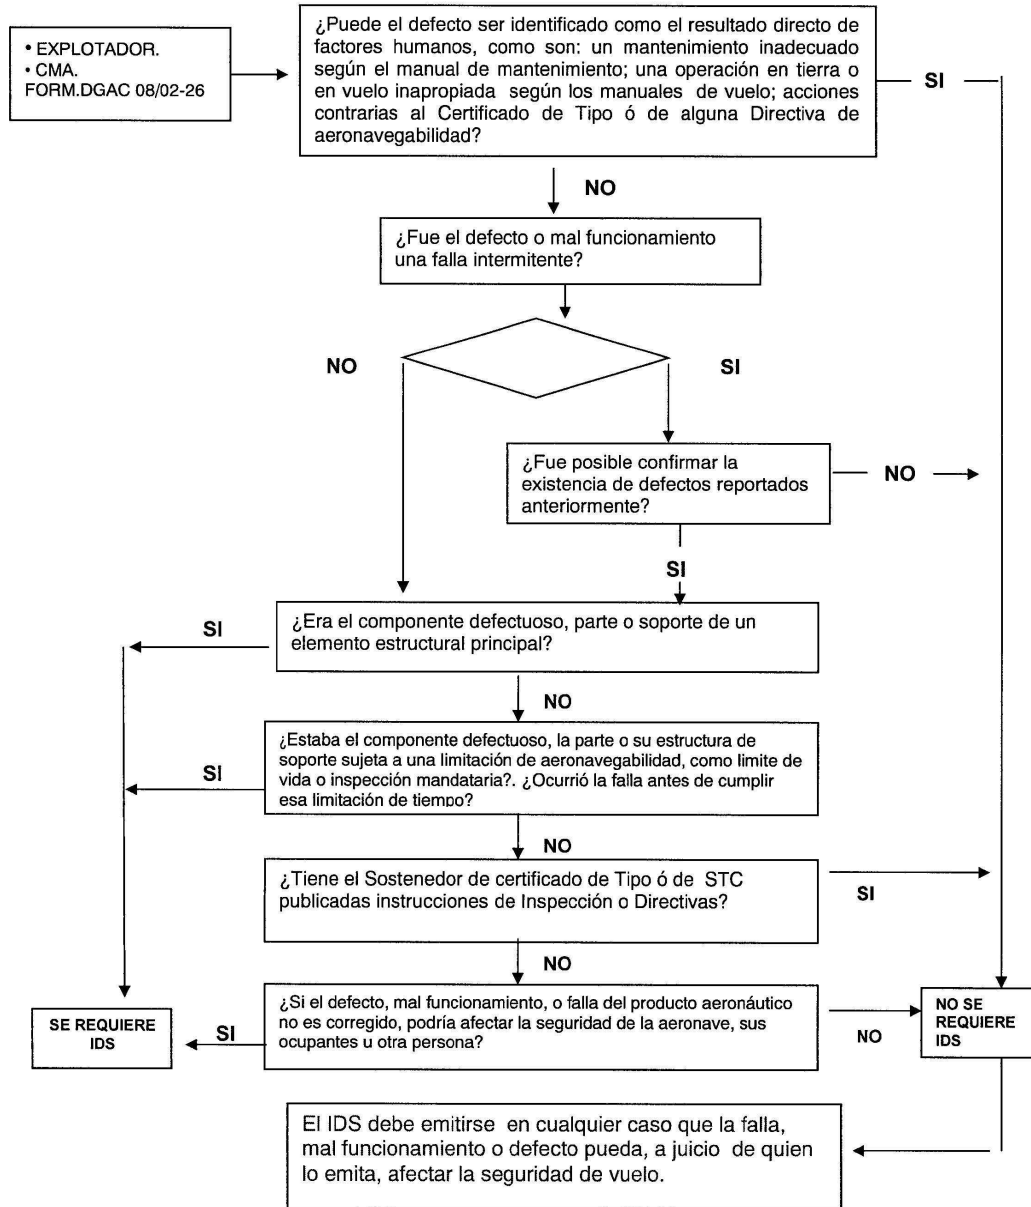 • EXPLOTADOR.
• CMA.
FORM.DGAC 08/02-26
¿Puede el defecto ser identificado como el resultado directo de
factores humanos, como son: un mantenimiento inadecuado
según el manual de mantenimiento; una operación en tierra o
en vuelo inapropiada según los manuales de vuelo; acciones
contrarias al Certificado de Tipo ó de alguna Directiva de
aeronavegabilidad?
SI
NO
¿Fue el defecto o mal funcionamiento
una falla intermitente?
NO
SI
¿Fue posible confirmar la
existencia de defectos reportados
anteriormente?
NO
SI
¿Era el componente defectuoso, parte o soporte de un
elemento estructural principal?
SI
NO
¿Estaba el componente defectuoso, la parte o su estructura de
soporte sujeta a una limitación de aeronavegabilidad, como limite de
vida o inspección mandataria?. ¿Ocurrió la falla antes de cumplir
esa limitación de tiempo?
SI
NO
¿Tiene el Sostenedor de certificado de Tipo ó de STC
publicadas instrucciones de Inspección o Directivas?
SI
NO
¿Si el defecto, mal funcionamiento, o falla del producto aeronáutico
no es corregido, podría afectar la seguridad de la aeronave, sus
ocupantes u otra persona?
SI
NO
SE REQUIERE
IDS
NO SE
REQUIERE
IDS
El IDS debe emitirse en cualquier caso que la falla,
mal funcionamiento o defecto pueda, a juicio de quien
lo emita, afectar la seguridad de vuelo.